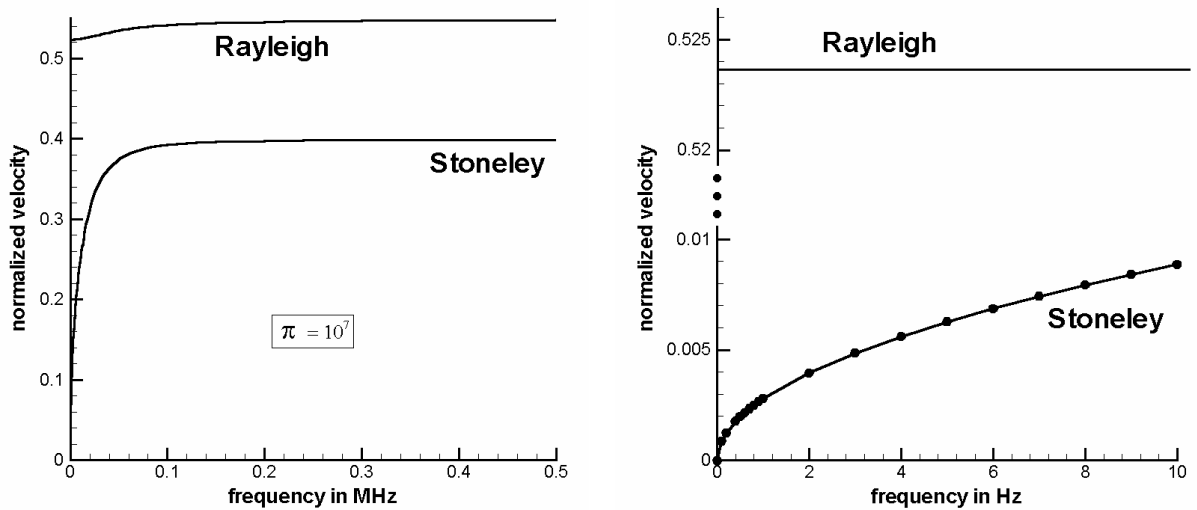 0.5
0.4
0.3
0.2
0.1
0
normalized velocity
Rayleigh
Stoneley
π = 10⁷
0 0.1 0.2 0.3 0.4 0.5
frequency in MHz
0.525
0.52
0.01
0.005
0
normalized velocity
Rayleigh
Stoneley
0 2 4 6 8 10
frequency in Hz